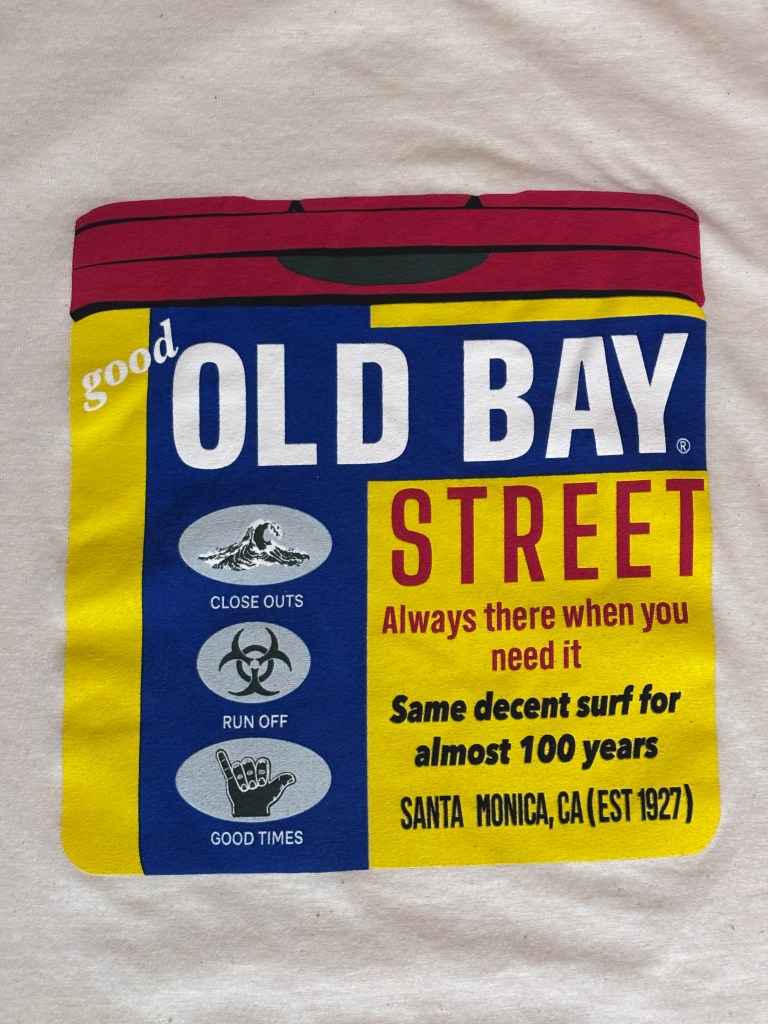 good
OLD BAY®
STREET
Always there when you
need it
Same decent surf for
almost 100 years
SANTA MONICA, CA (EST 1927)
CLOSE OUTS
RUN OFF
GOOD TIMES